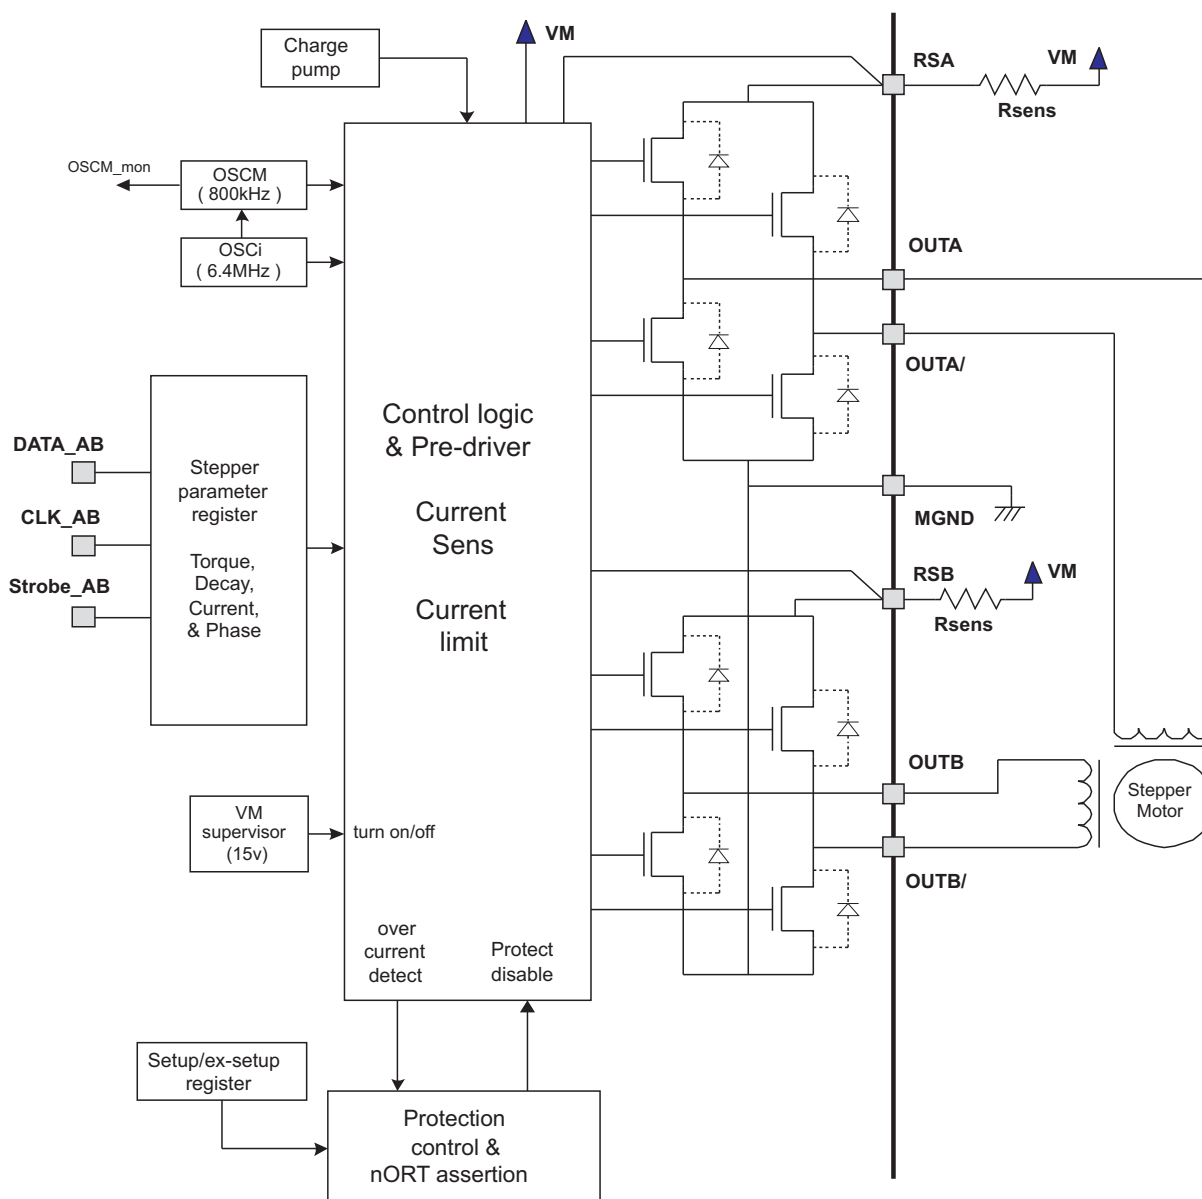 Charge
pump
VM
RSA
VM
Rsens
OSCM_mon
OSCM
( 800kHz )
OSCi
( 6.4MHz )
OUTA
OUTA/
DATA_AB
CLK_AB
Strobe_AB
Stepper
parameter
register
Torque,
Decay,
Current,
& Phase
Control logic
& Pre-driver
Current
Sens
Current
limit
MGND
RSB
VM
Rsens
OUTB
OUTB/
Stepper
Motor
VM
supervisor
(15v)
turn on/off
over
current
detect
Protect
disable
Setup/ex-setup
register
Protection
control &
nORT assertion